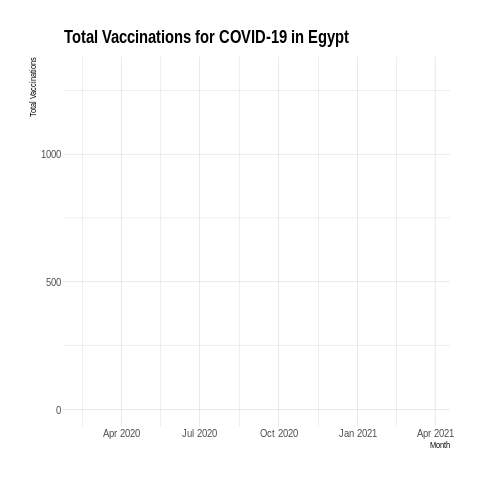 Total Vaccinations for COVID-19 in Egypt
Total Vaccinations
1000
500
0
Apr 2020 Jul 2020 Oct 2020 Jan 2021 Apr 2021
Month